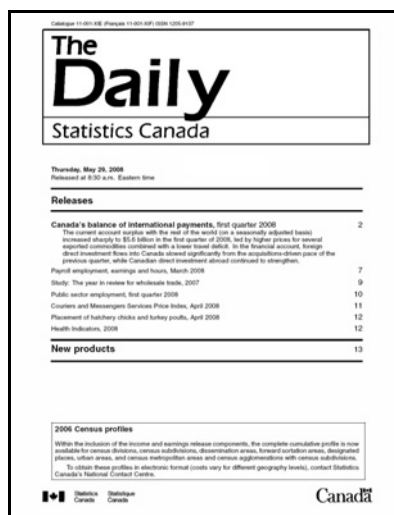 Catalogue 11-001-XIE (Français 11-001-XIF) ISSN 1205-9137
The
Daily
Statistics Canada
Thursday, May 29, 2008
Released at 8:30 a.m. Eastern time
Releases
Canada's balance of international payments, first quarter 2008 2
The current account surplus with the rest of the world (on a seasonally adjusted basis)
increased sharply to $5.6 billion in the first quarter of 2008, led by higher prices for several
exported commodities combined with a lower travel deficit. In the financial account, foreign
direct investment flows into Canada slowed significantly from the acquisitions-driven pace of the
previous quarter, while Canadian direct investment abroad continued to strengthen.
Payroll employment, earnings and hours, March 2008 7
Study: The year in review for wholesale trade, 2007 9
Public sector employment, first quarter 2008 10
Couriers and Messengers Services Price Index, April 2008 11
Placement of hatchery chicks and turkey poults, April 2008 12
Health Indicators, 2008 12
New products 13
2006 Census profiles
Within the inclusion of the income and earnings release components, the complete cumulative profile is now
available for census divisions, census subdivisions, dissemination areas, forward sortation areas, designated
places, urban areas, and census metropolitan areas and census agglomerations with census subdivisions.
To obtain these profiles in electronic format (costs vary for different geography levels), contact Statistics
Canada's National Contact Centre.
Statistics Statistique
Canada Canada
Canada